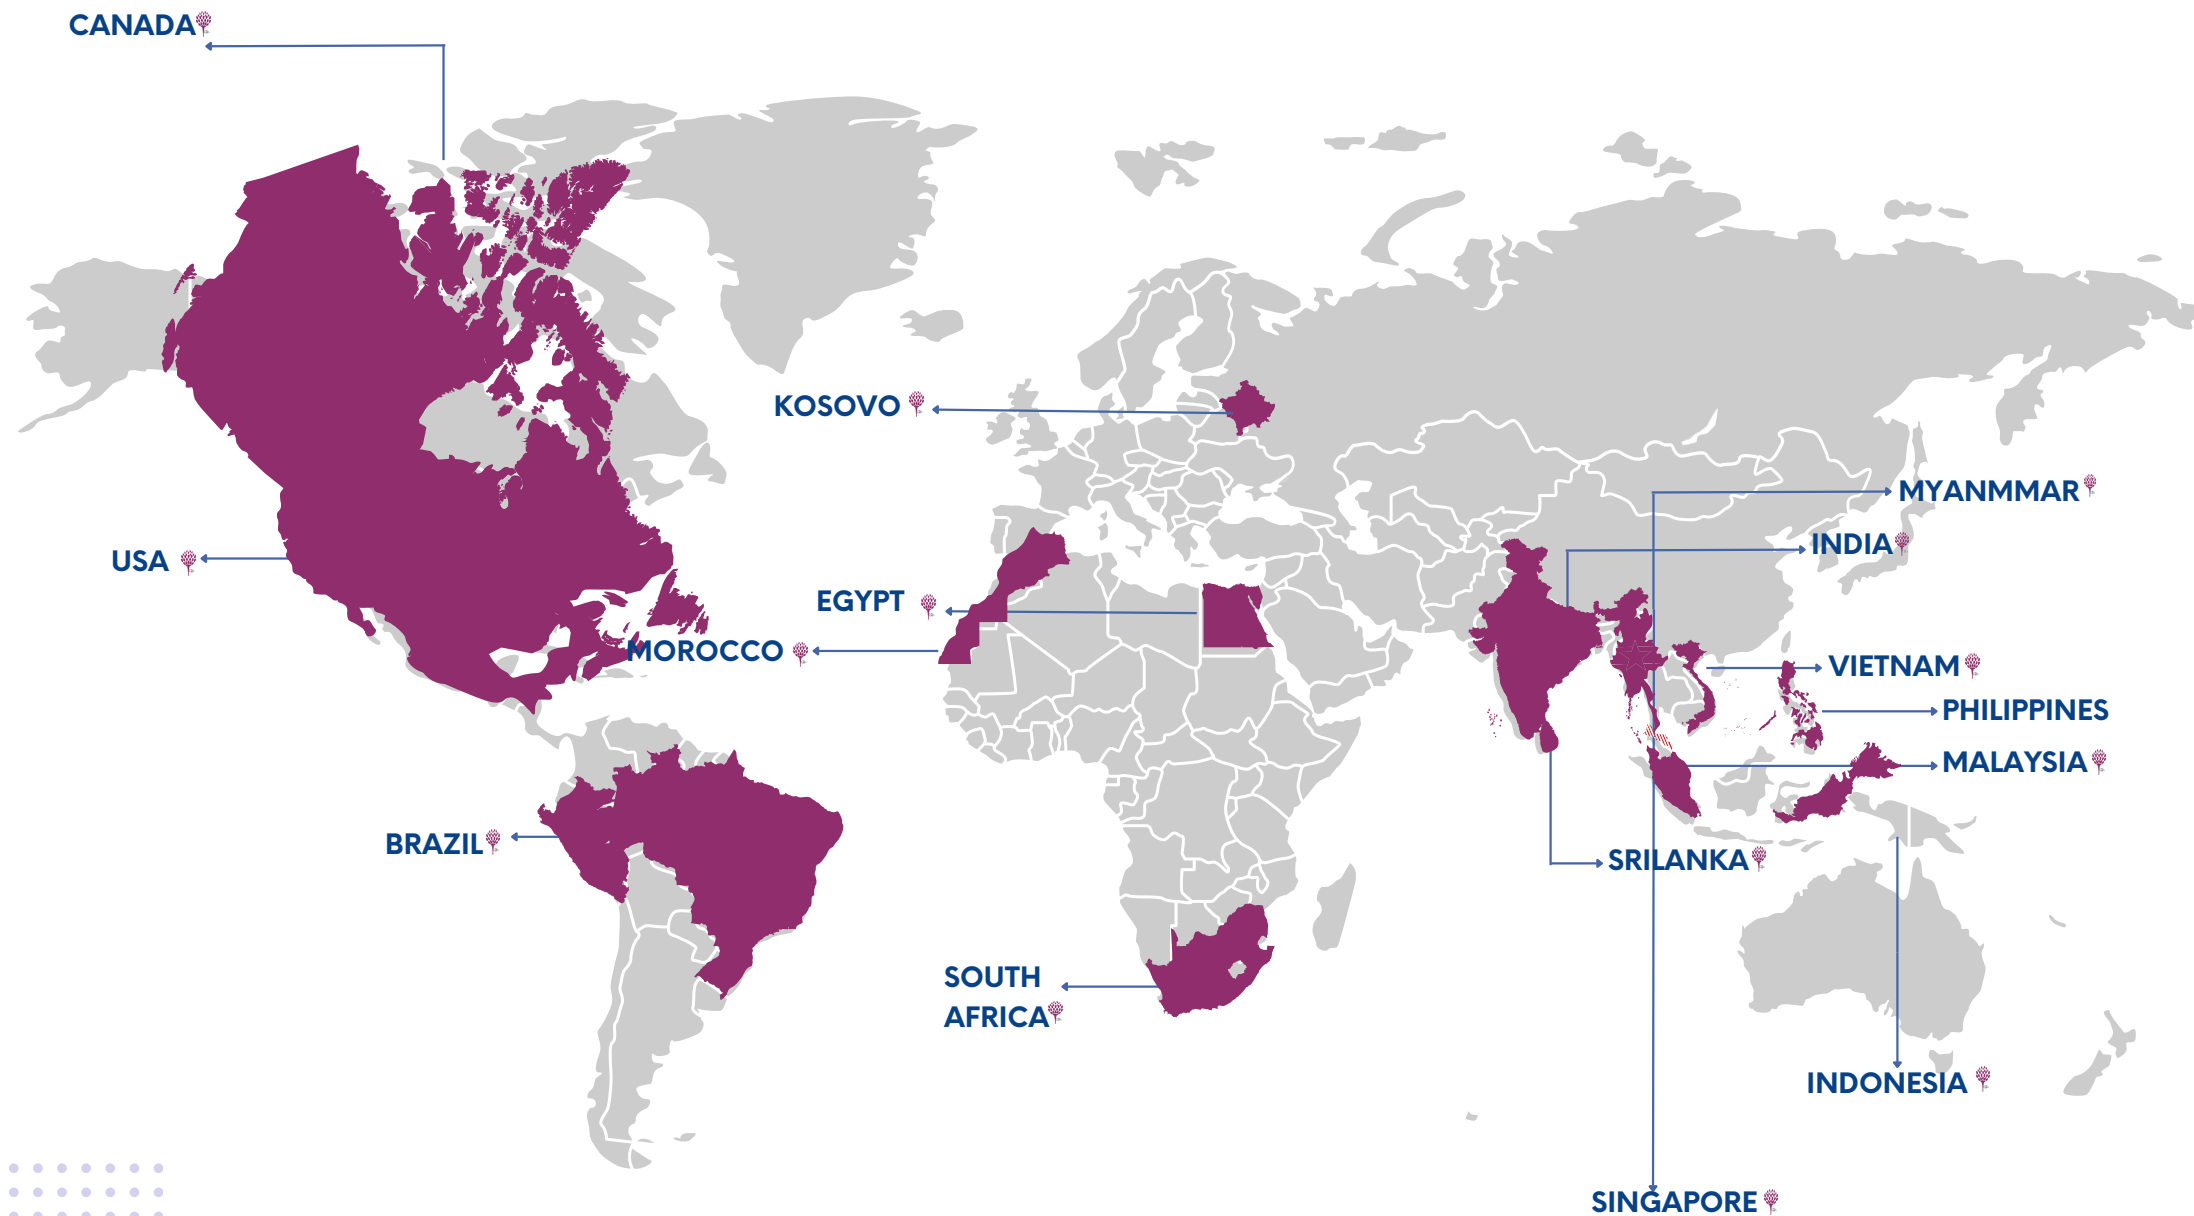 CANADA
KOSOVO
MYANMMAR
INDIA
USA
EGYPT
MOROCCO
VIETNAM
PHILIPPINES
MALAYSIA
BRAZIL
SRILANKA
SOUTH
AFRICA
INDONESIA
SINGAPORE